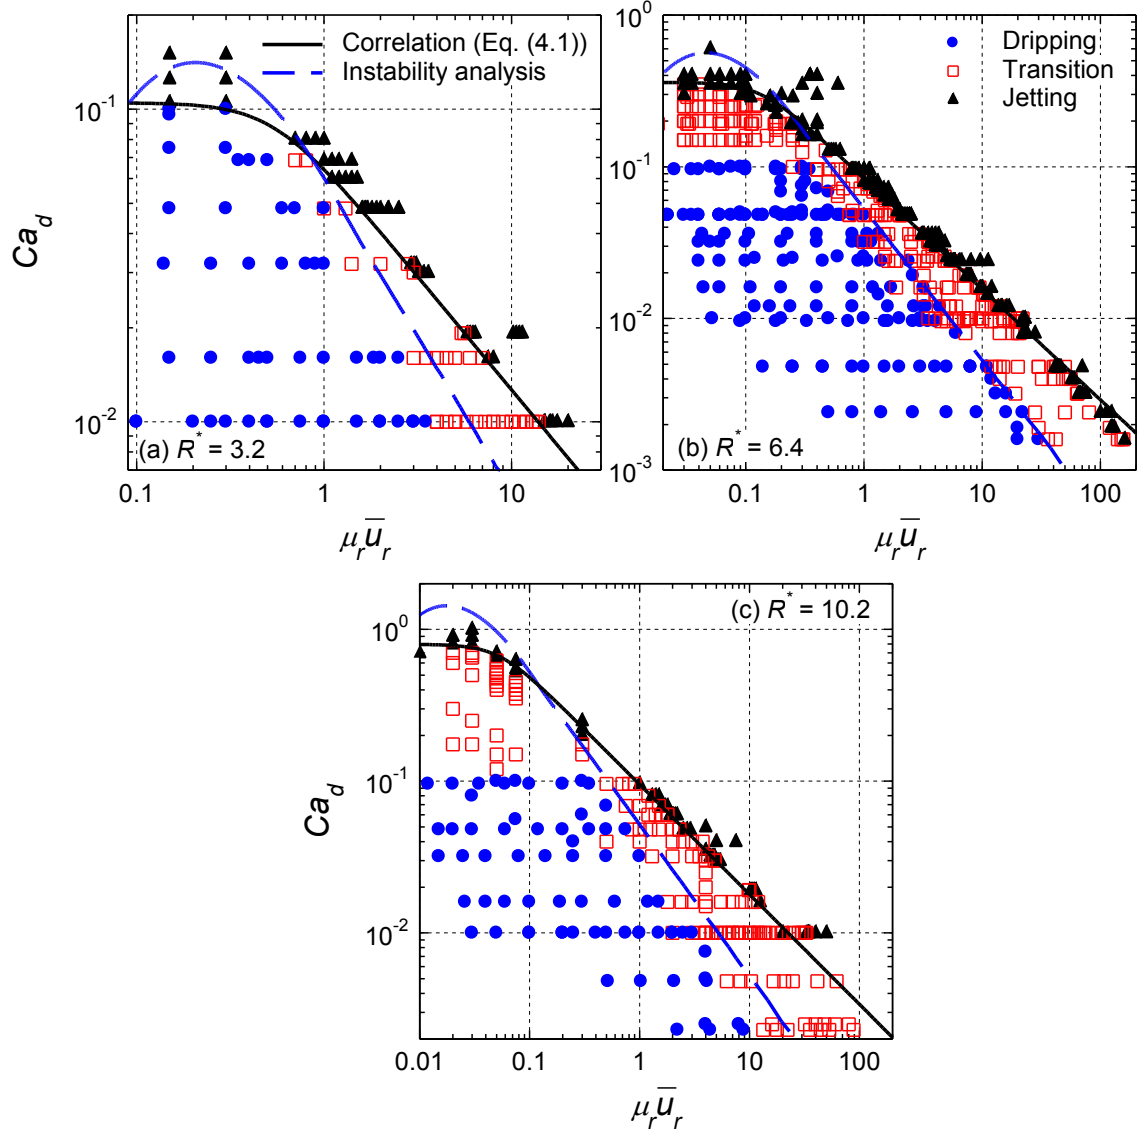 Correlation (Eq. (4.1))
Instability analysis
10^-1
10^-2
Ca_d
(a) R^* = 3.2
0.1 1 10
μ_r ū_r
Dripping
Transition
Jetting
10^0
10^-1
10^-2
10^-3
(b) R^* = 6.4
0.1 1 10 100
μ_r ū_r
(c) R^* = 10.2
10^0
10^-1
10^-2
Ca_d
0.01 0.1 1 10 100
μ_r ū_r